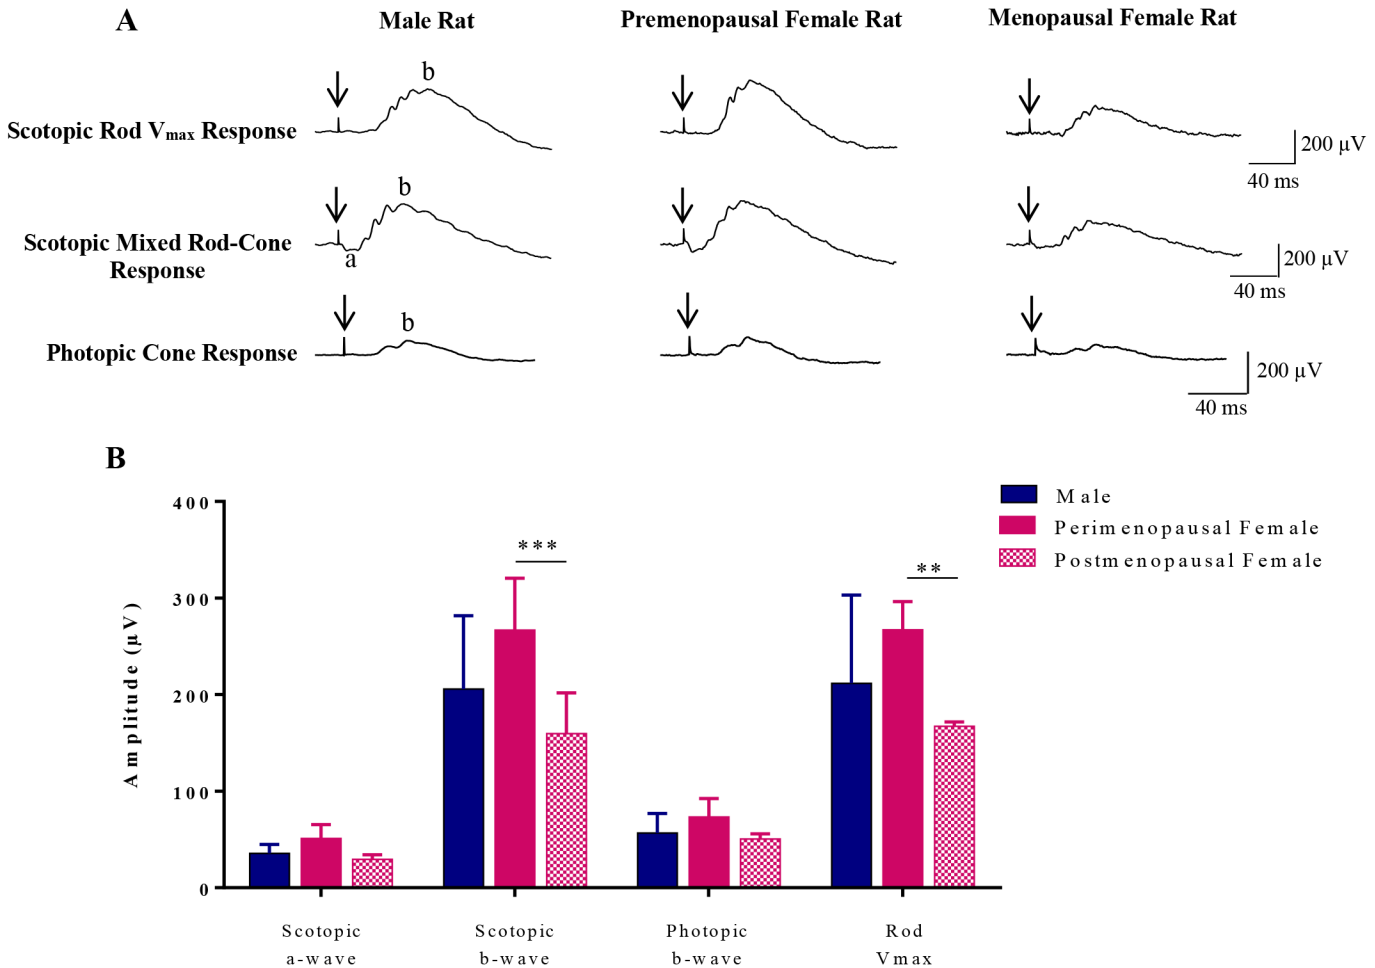 A
Male Rat
Premenopausal Female Rat
Menopausal Female Rat
b
Scotopic Rod Vmax Response
200 μV
40 ms
b
Scotopic Mixed Rod-Cone
Response
a
200 μV
40 ms
b
Photopic Cone Response
200 μV
40 ms
B
Amplitude (μV)
400
300
200
100
0
***
**
Male
Perimenopausal Female
Postmenopausal Female
Scotopic
a-wave
Scotopic
b-wave
Photopic
b-wave
Rod
Vmax